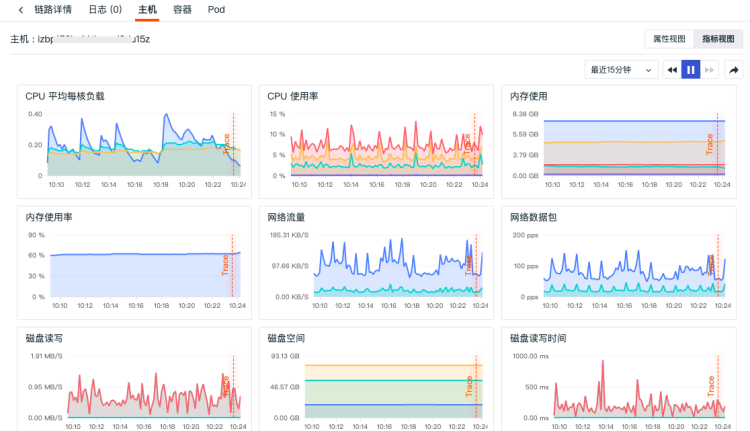 链路详情 日志 (0) 主机 容器 Pod
主机：
属性视图 指标视图
最近15分钟
CPU 平均每核负载
0.40
0.20
0
Trace
10:10 10:12 10:14 10:16 10:18 10:20 10:22 10:24
CPU 使用率
15 %
10 %
5 %
0 %
Trace
10:10 10:12 10:14 10:16 10:18 10:20 10:22 10:24
内存使用
8.38 GB
5.59 GB
2.79 GB
0.00 GB
Trace
10:10 10:12 10:14 10:16 10:18 10:20 10:22 10:24
内存使用率
90 %
60 %
30 %
0 %
Trace
10:10 10:12 10:14 10:16 10:18 10:20 10:22 10:24
网络流量
195.31 KB/S
97.66 KB/S
0.00 KB/S
Trace
10:10 10:12 10:14 10:16 10:18 10:20 10:22 10:24
网络数据包
200 pps
100 pps
0 pps
Trace
10:10 10:12 10:14 10:16 10:18 10:20 10:22 10:24
磁盘读写
1.91 MB/S
0.95 MB/S
0.00 MB/S
Trace
10:10 10:12 10:14 10:16 10:18 10:20 10:22 10:24
磁盘空间
93.13 GB
46.57 GB
0.00 GB
Trace
10:10 10:12 10:14 10:16 10:18 10:20 10:22 10:24
磁盘读写时间
1000.00 ms
500.00 ms
0.00 ms
Trace
10:10 10:12 10:14 10:16 10:18 10:20 10:22 10:24